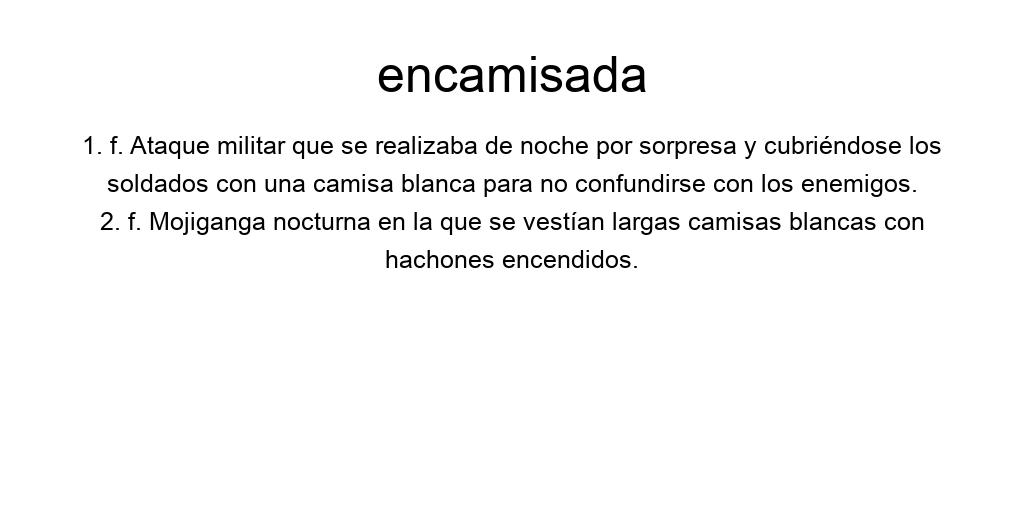 encamisada
1. f. Ataque militar que se realizaba de noche por sorpresa y cubriéndose los
soldados con una camisa blanca para no confundirse con los enemigos.
2. f. Mojiganga nocturna en la que se vestían largas camisas blancas con
hachones encendidos.